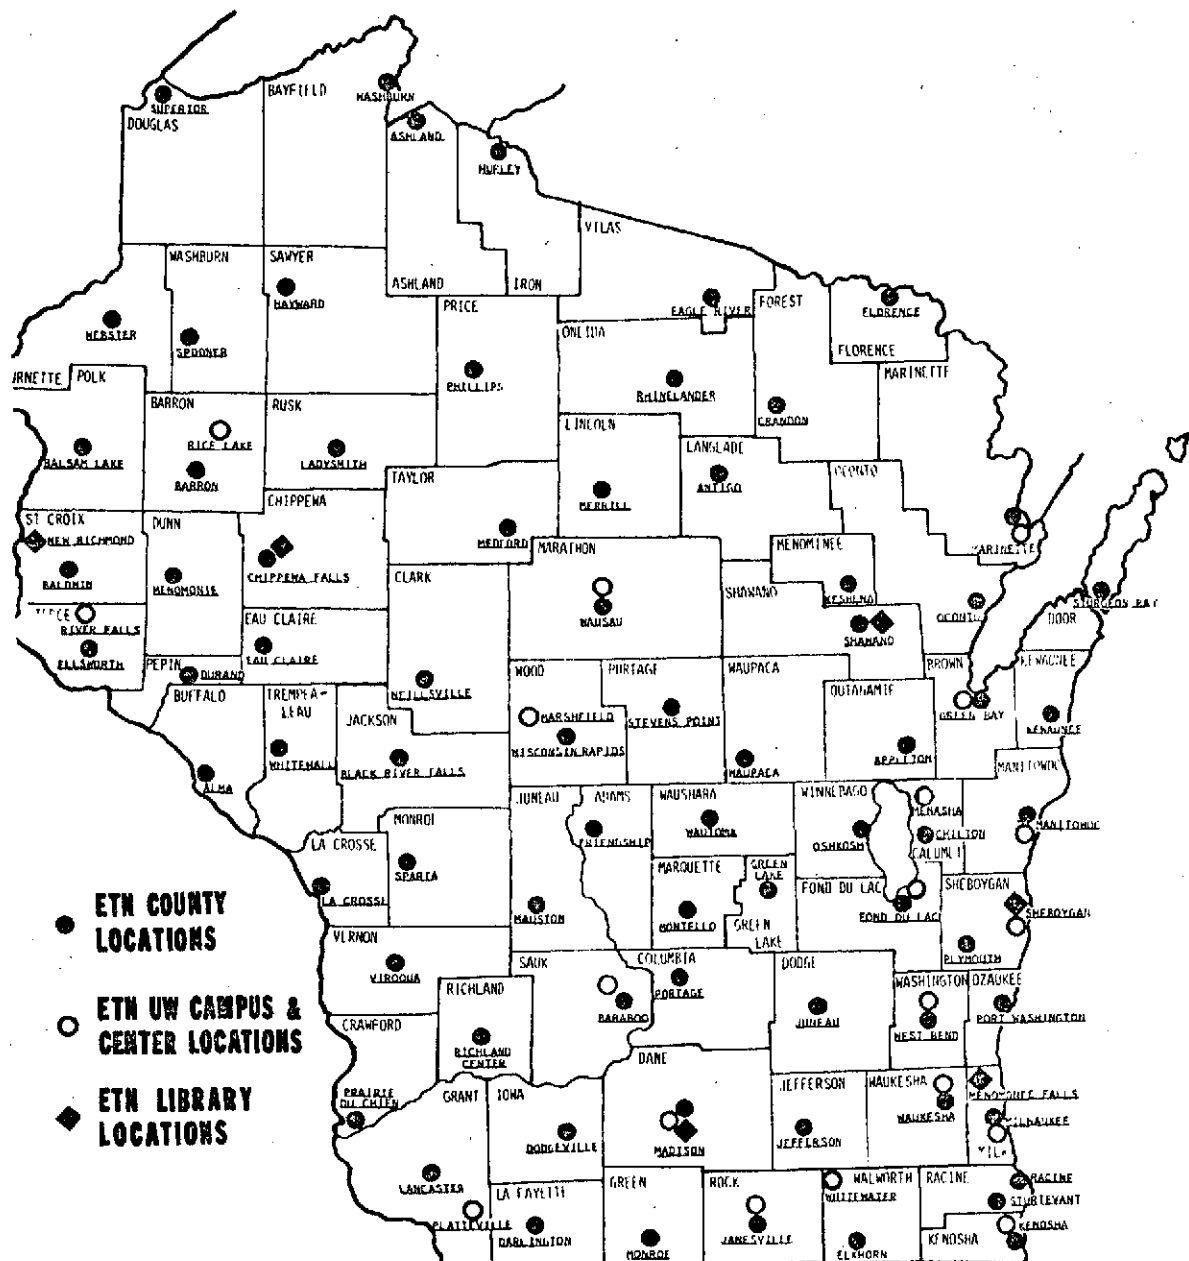 BAYFIELD
WASHBURN
SUPERIOR
DOUGLAS
ASHLAND
HURLEY
VILAS
WASHBURN
SAWYER
ASHLAND
IRON
HAYWARD
PRICE
EAGLE RIVER
FOREST
FLORENCE
WEBSTER
SPOONER
ONEIDA
FLORENCE
MARINETTE
URNETTE
POLK
PHILLIPS
RHINELANDER
BARRON
RUSK
CRANDON
RICE LAKE
LINCOLN
LANGLADE
BALSAM LAKE
LADYSMITH
BARRON
TAYLOR
OCONTO
ANTIGO
CHIPPEWA
MERRILL
ST CROIX
DUNN
NEW RICHMOND
MEDFORD
MARATHON
MENOMINEE
MARINETTE
BALDWIN
MENOMONIE
CHIPPEWA FALLS
CLARK
SHAWANO
KESHENA
STURGEON BAY
RIVER FALLS
EAU CLAIRE
WAUSAU
OCONTO
DOOR
SHAWANO
ELLSWORTH
EAU CLAIRE
PEPIN
DURAND
WOOD
PORTAGE
WAUPACA
BROWN
KEWAUNEE
BUFFALO
TREMPEA-
LEAU
NEILLSVILLE
OUTAGAMIE
JACKSON
MARSHFIELD
STEVENS POINT
GREEN BAY
KEWAUNEE
WHITEHALL
BLACK RIVER FALLS
WISCONSIN RAPIDS
WAUPACA
APPLETON
MANITOWOC
ALMA
JUNEAU
ADAMS
WAUSHARA
WINNEBAGO
MENASHA
MONROE
FRIENDSHIP
WAUTOMA
OSHKOSH
CHILTON
MANITOWOC
LA CROSSE
CALUMET
SPARTA
MARQUETTE
GREEN
LAKE
FOND DU LAC
SHEBOYGAN
LA CROSSE
MAUSTON
MONTELLO
FOND DU LAC
SHEBOYGAN
GREEN
LAKE
ETN COUNTY
LOCATIONS
VERNON
PLYMOUTH
VIROQUA
SAUK
COLUMBIA
DODGE
RICHLAND
PORTAGE
WASHINGTON
OZAUKEE
ETN UW CAMPUS &
CENTER LOCATIONS
CRAWFORD
BARABOO
JUNEAU
WEST BEND
PORT WASHINGTON
RICHLAND
CENTER
DANE
ETN LIBRARY
LOCATIONS
PRAIRIE
DU CHIEN
GRANT
IOWA
JEFFERSON
WAUKESHA
MENOMONEE FALLS
WAUKESHA
MILWAUKEE
DODGEVILLE
MADISON
JEFFERSON
MILW
LANCASTER
LA FAYETTE
GREEN
ROCK
WALWORTH
WHITEWATER
RACINE
RACINE
STURTEVANT
PLATTEVILLE
DARLINGTON
MONROE
JANESVILLE
ELKHORN
KENOSHA
KENOSHA